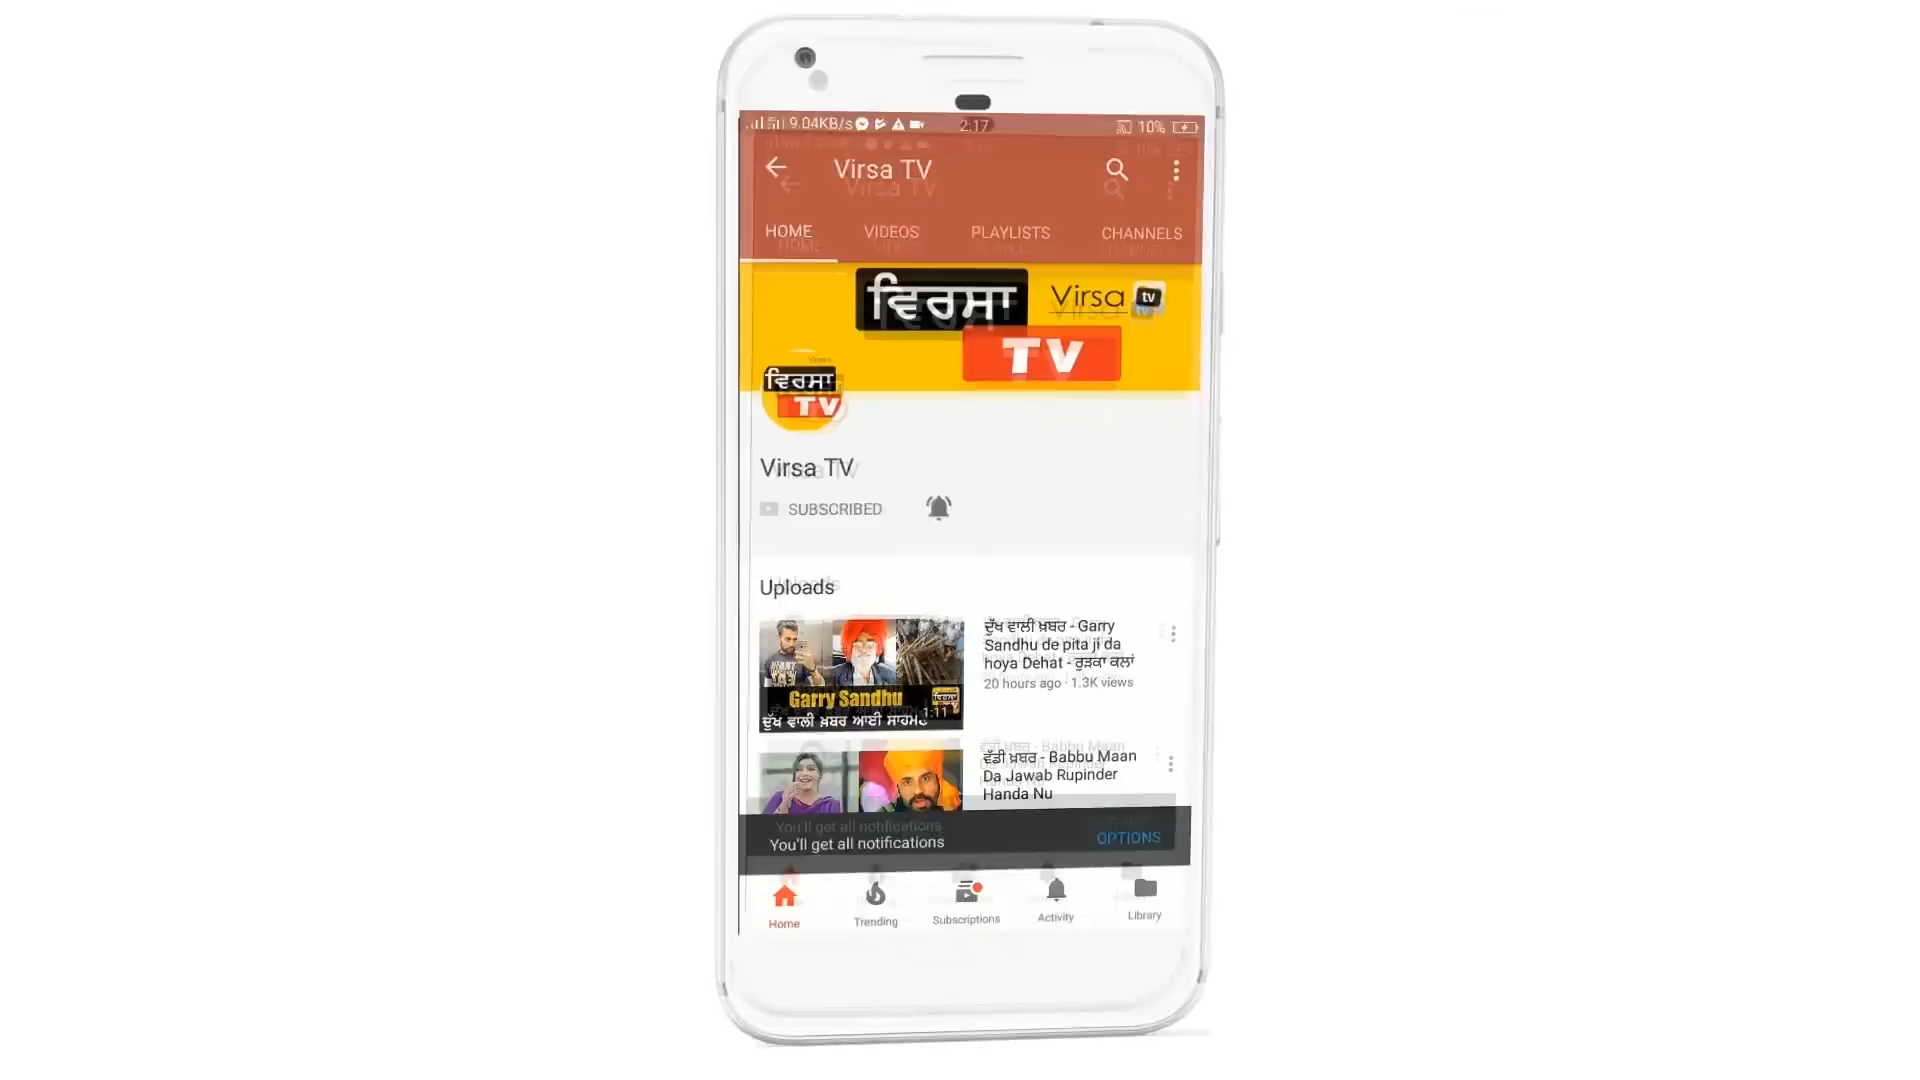 9.04KB/s 2:17 10%
Virsa TV
HOME VIDEOS PLAYLISTS CHANNELS
ਵਿਰਸਾ Virsa tv
TV
ਵਿਰਸਾ
TV
Virsa TV
SUBSCRIBED
Uploads
ਦੁੱਖ ਵਾਲੀ ਖ਼ਬਰ - Garry
Sandhu de pita ji da
hoya Dehat - ਰੁੜਕਾ ਕਲਾਂ
20 hours ago · 1.3K views
Garry Sandhu
1:11
ਦੁੱਖ ਵਾਲੀ ਖ਼ਬਰ ਆਈ ਸਾਹਮਣੇ
ਵੱਡੀ ਖ਼ਬਰ - Babbu Maan
Da Jawab Rupinder
Handa Nu
You'll get all notifications OPTIONS
Home Trending Subscriptions Activity Library